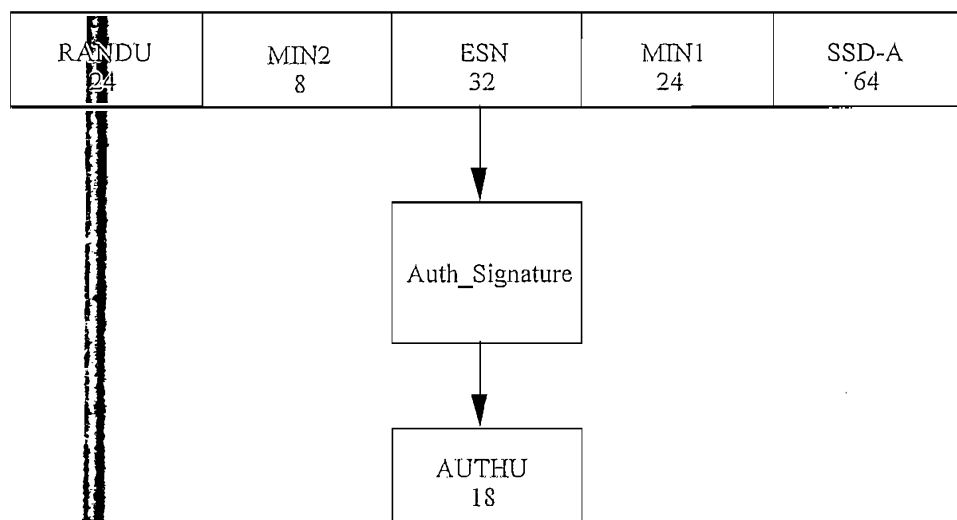 RANDU MIN2 ESN MIN1 SSD-A
24 8 32 24 64
Auth_Signature
AUTHU
18